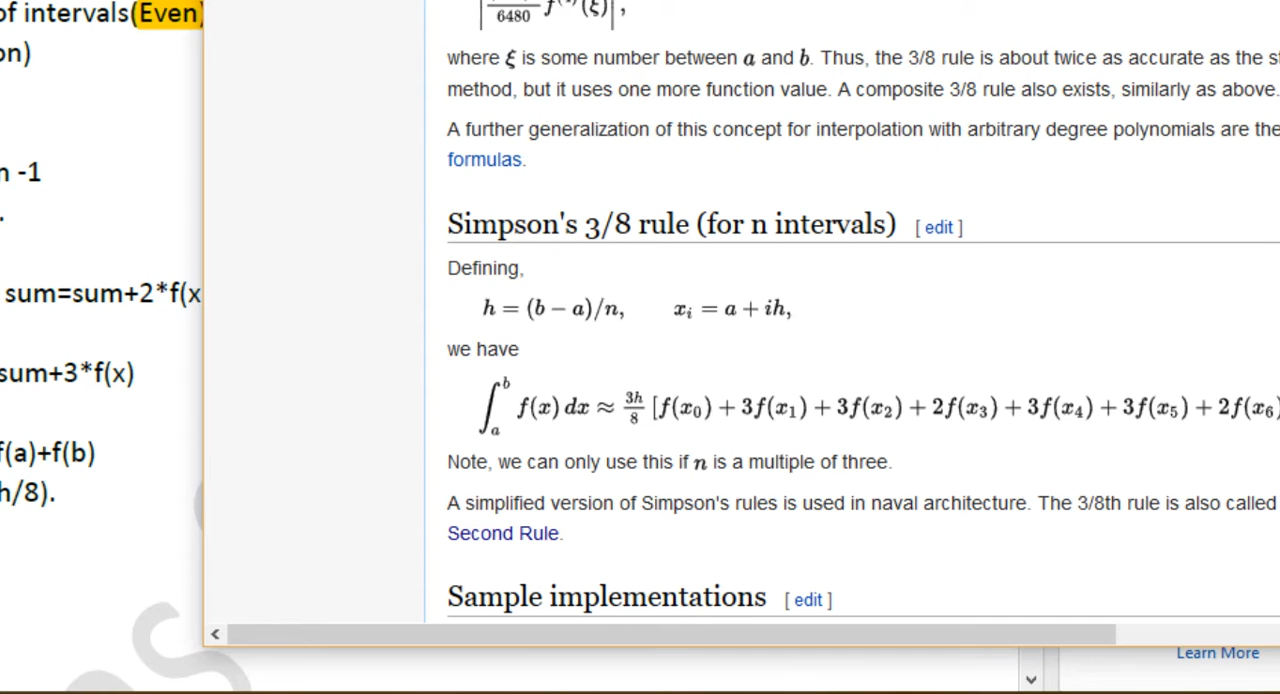 of intervals(Even)
on)
n -1
.
sum=sum+2*f(x
sum+3*f(x)
f(a)+f(b)
h/8).
6480 f (ξ) ,
where ξ is some number between a and b. Thus, the 3/8 rule is about twice as accurate as the s
method, but it uses one more function value. A composite 3/8 rule also exists, similarly as above.
A further generalization of this concept for interpolation with arbitrary degree polynomials are the
formulas.
Simpson's 3/8 rule (for n intervals) [ edit ]
Defining,
h = (b − a)/n, xᵢ = a + ih,
we have
∫ₐᵇ f(x) dx ≈ 3h/8 [f(x₀) + 3f(x₁) + 3f(x₂) + 2f(x₃) + 3f(x₄) + 3f(x₅) + 2f(x₆)
Note, we can only use this if n is a multiple of three.
A simplified version of Simpson's rules is used in naval architecture. The 3/8th rule is also called
Second Rule.
Sample implementations [ edit ]
Learn More